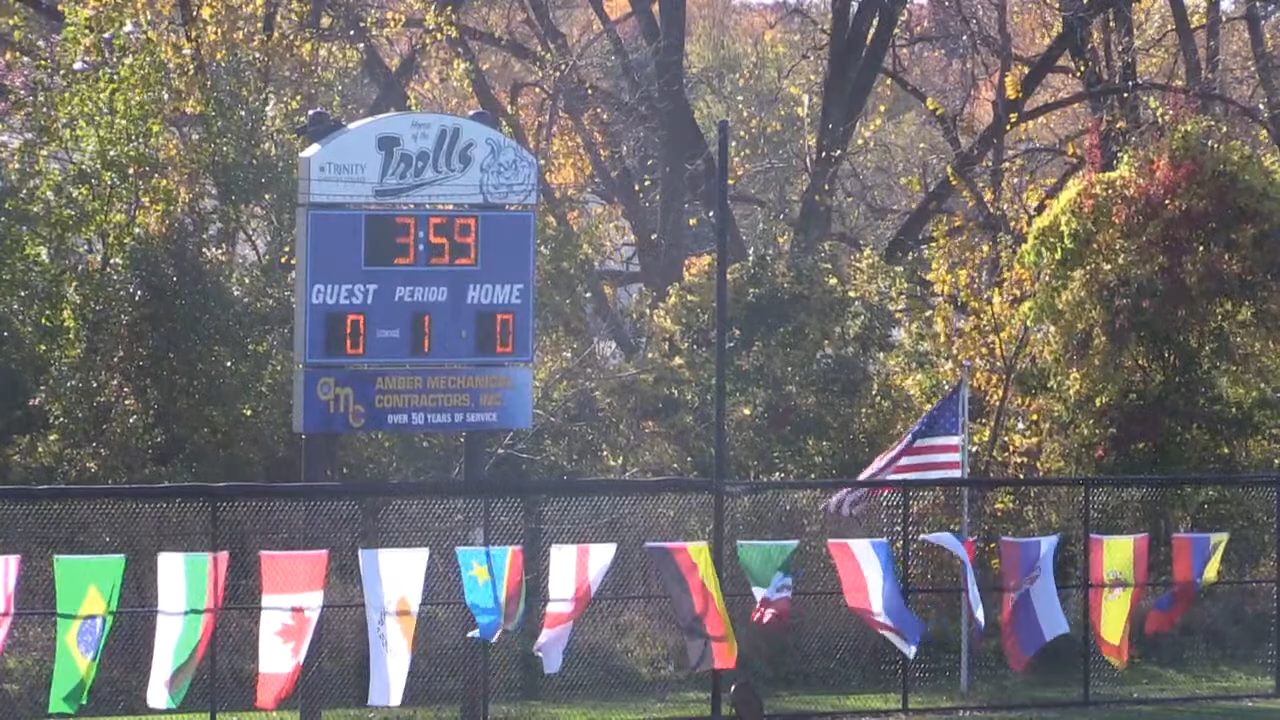 Home
of the
Trolls
TRINITY
3:59
GUEST PERIOD HOME
0 1 0
amc
AMBER MECHANICAL
CONTRACTORS, INC.
OVER 50 YEARS OF SERVICE